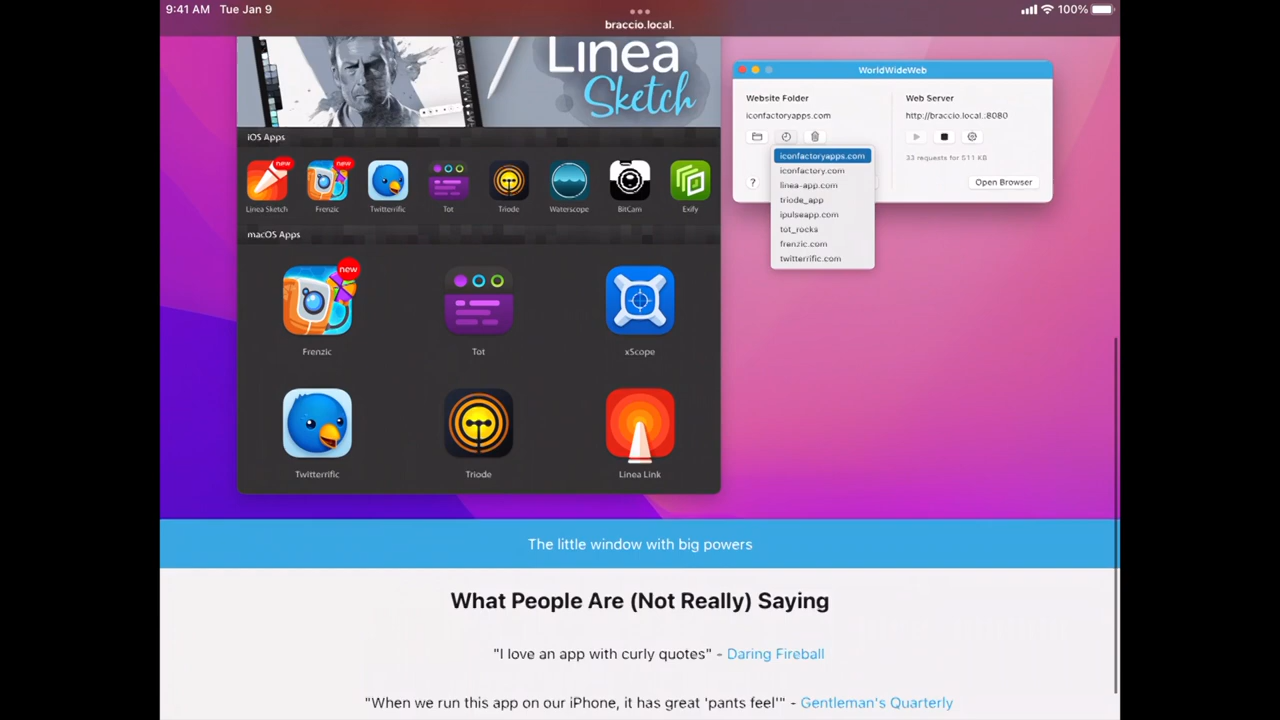 9:41 AM Tue Jan 9
100%
braccio.local.
Linea
Sketch
iOS Apps
new
new
Linea Sketch
Frenzic
Twitterrific
Tot
Triode
Waterscope
BitCam
Exify
macOS Apps
new
Frenzic
Tot
xScope
Twitterrific
Triode
Linea Link
WorldWideWeb
Website Folder
iconfactoryapps.com
?
iconfactoryapps.com
iconfactory.com
linea-app.com
triode_app
ipulseapp.com
tot_rocks
frenzic.com
twitterrific.com
Web Server
http://braccio.local.:8080
33 requests for 511 KB
Open Browser
The little window with big powers
What People Are (Not Really) Saying
"I love an app with curly quotes" - Daring Fireball
"When we run this app on our iPhone, it has great 'pants feel'" - Gentleman's Quarterly